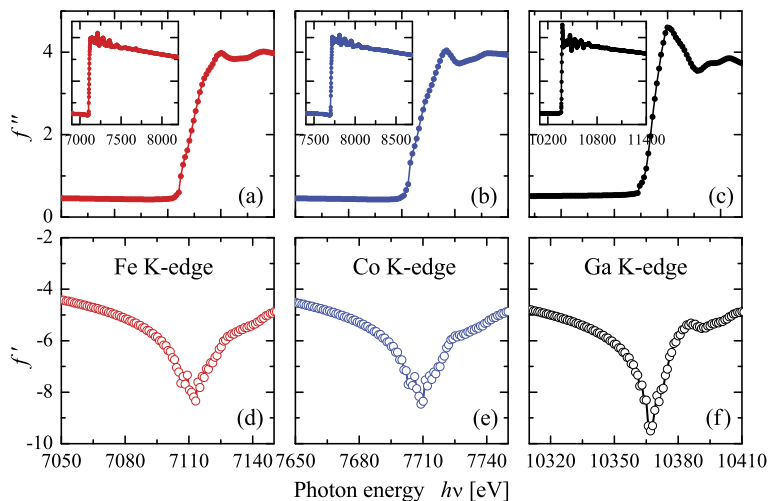 4
2
0
f″
7000 7500 8000
(a)
7500 8000 8500
(b)
10200 10800 11400
(c)
-2
-4
-6
-8
-10
f′
Fe K-edge
(d)
Co K-edge
(e)
Ga K-edge
(f)
7050 7080 7110 7140
7650 7680 7710 7740
10320 10350 10380 10410
Photon energy hν [eV]